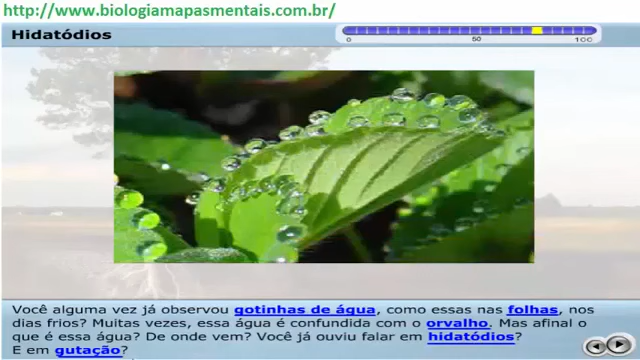 http://www.biologiamapasmentais.com.br/
Hidatódios
0 50 100
Você alguma vez já observou gotinhas de água, como essas nas folhas, nos
dias frios? Muitas vezes, essa água é confundida com o orvalho. Mas afinal o
que é essa água? De onde vem? Você já ouviu falar em hidatódios?
E em gutação?